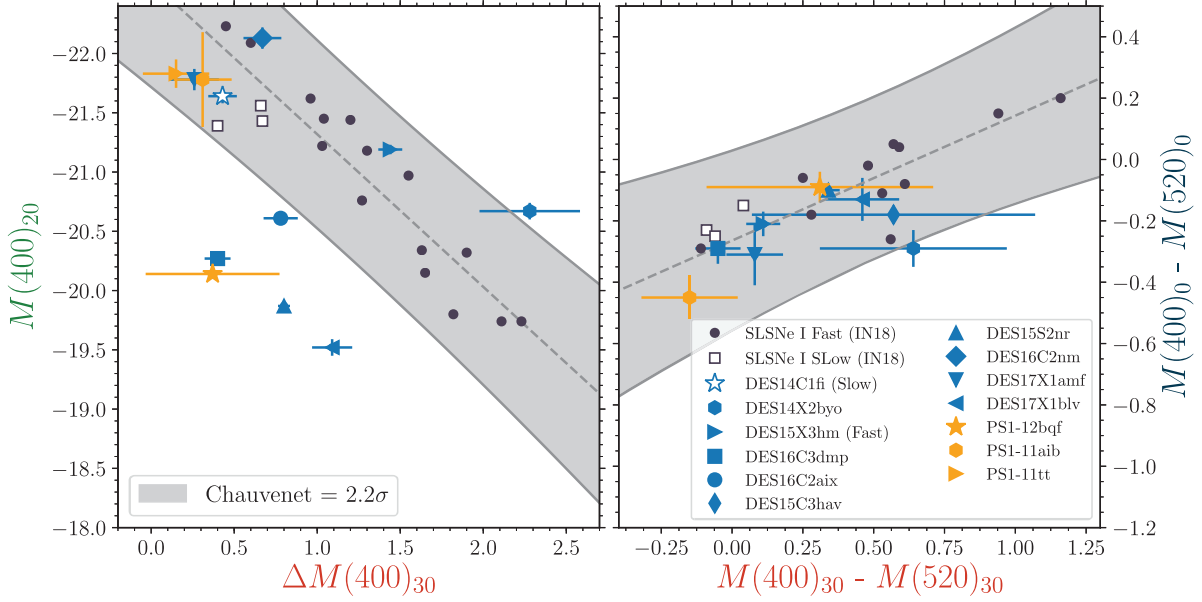 −22.0
−21.5
−21.0
−20.5
−20.0
−19.5
−19.0
−18.5
−18.0
M(400)₂₀
0.0 0.5 1.0 1.5 2.0 2.5
ΔM(400)₃₀
Chauvenet = 2.2σ
0.4
0.2
0.0
−0.2
−0.4
−0.6
−0.8
−1.0
−1.2
M(400)₀ - M(520)₀
−0.25 0.00 0.25 0.50 0.75 1.00 1.25
M(400)₃₀ - M(520)₃₀
SLSNe I Fast (IN18)
SLSNe I SLow (IN18)
DES14C1fi (Slow)
DES14X2byo
DES15X3hm (Fast)
DES16C3dmp
DES16C2aix
DES15C3hav
DES15S2nr
DES16C2nm
DES17X1amf
DES17X1blv
PS1-12bqf
PS1-11aib
PS1-11tt